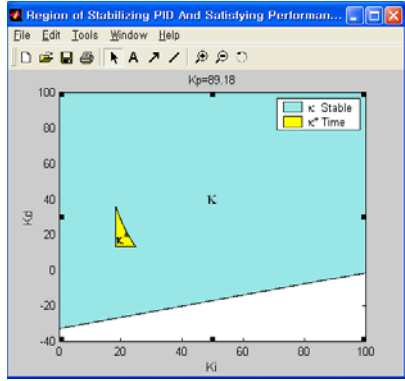 Region of Stabilizing PID And Satisfying Performan...
File Edit Tools Window Help
A
Kp=89.18
κ Stable
κ* Time
100
80
60
40
20
0
-20
-40
Kd
κ
κ*
0 20 40 60 80 100
Ki